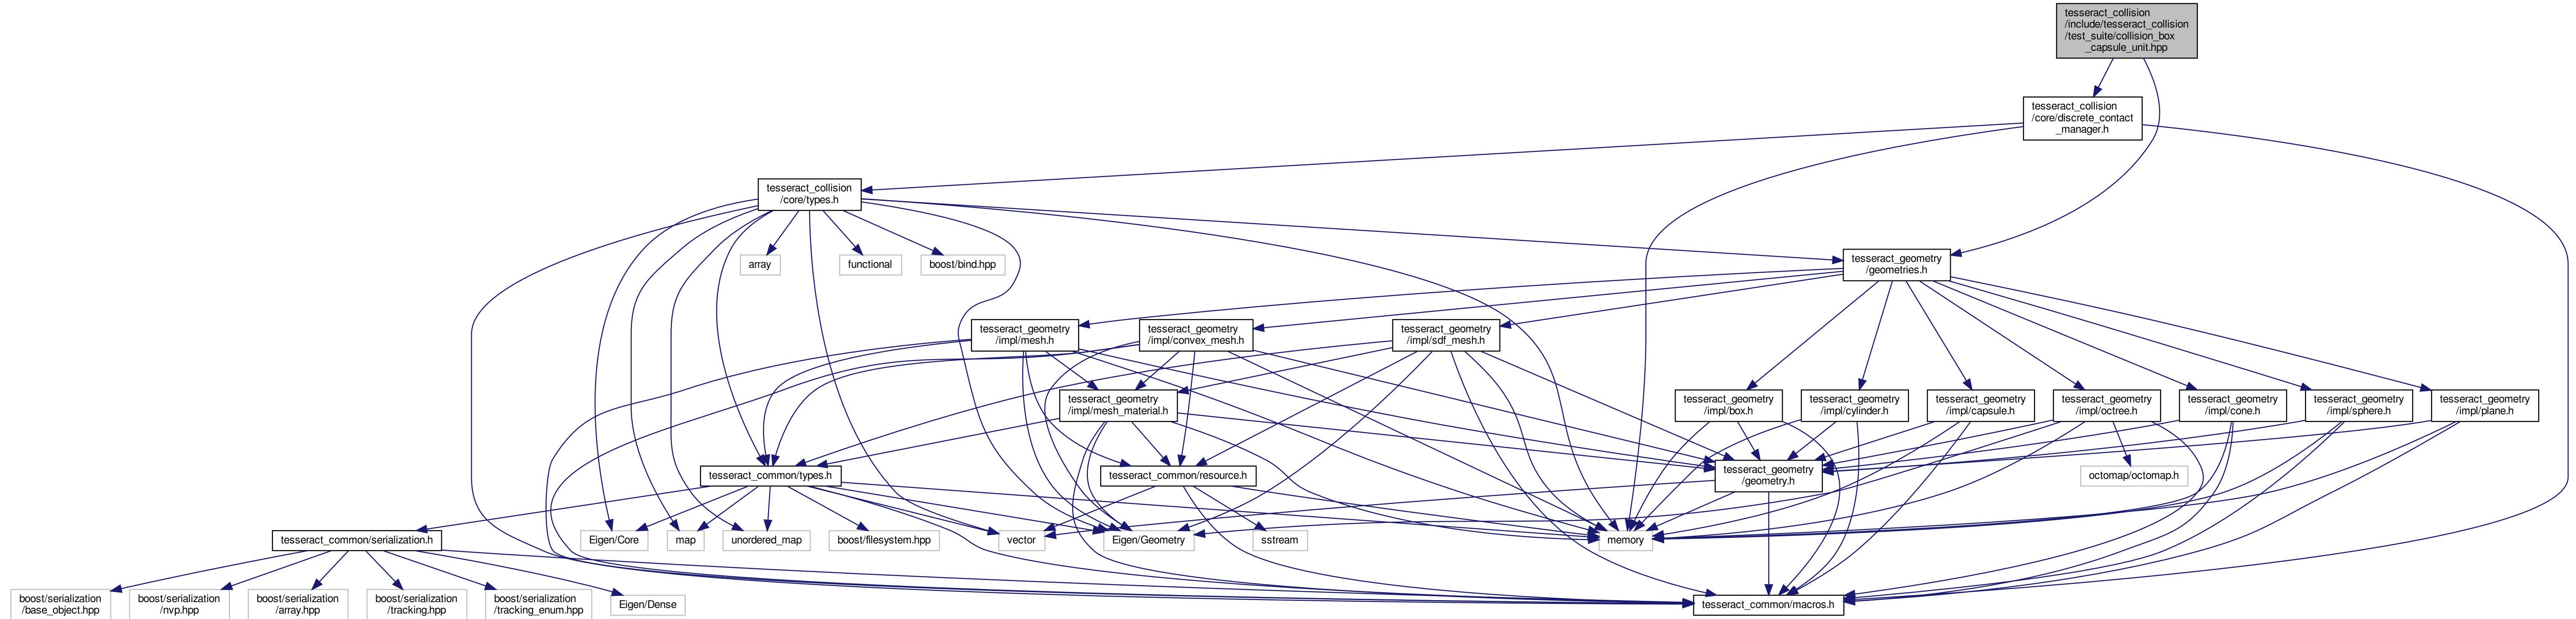 tesseract_collision
/include/tesseract_collision
/test_suite/collision_box
_capsule_unit.hpp
tesseract_collision
/core/discrete_contact
_manager.h
tesseract_collision
/core/types.h
array
functional
boost/bind.hpp
tesseract_geometry
/geometries.h
tesseract_geometry
/impl/mesh.h
tesseract_geometry
/impl/convex_mesh.h
tesseract_geometry
/impl/sdf_mesh.h
tesseract_geometry
/impl/mesh_material.h
tesseract_geometry
/impl/box.h
tesseract_geometry
/impl/cylinder.h
tesseract_geometry
/impl/capsule.h
tesseract_geometry
/impl/octree.h
tesseract_geometry
/impl/cone.h
tesseract_geometry
/impl/sphere.h
tesseract_geometry
/impl/plane.h
tesseract_common/types.h
tesseract_common/resource.h
tesseract_geometry
/geometry.h
octomap/octomap.h
tesseract_common/serialization.h
Eigen/Core
map
unordered_map
boost/filesystem.hpp
vector
Eigen/Geometry
sstream
memory
boost/serialization
/base_object.hpp
boost/serialization
/nvp.hpp
boost/serialization
/array.hpp
boost/serialization
/tracking.hpp
boost/serialization
/tracking_enum.hpp
Eigen/Dense
tesseract_common/macros.h